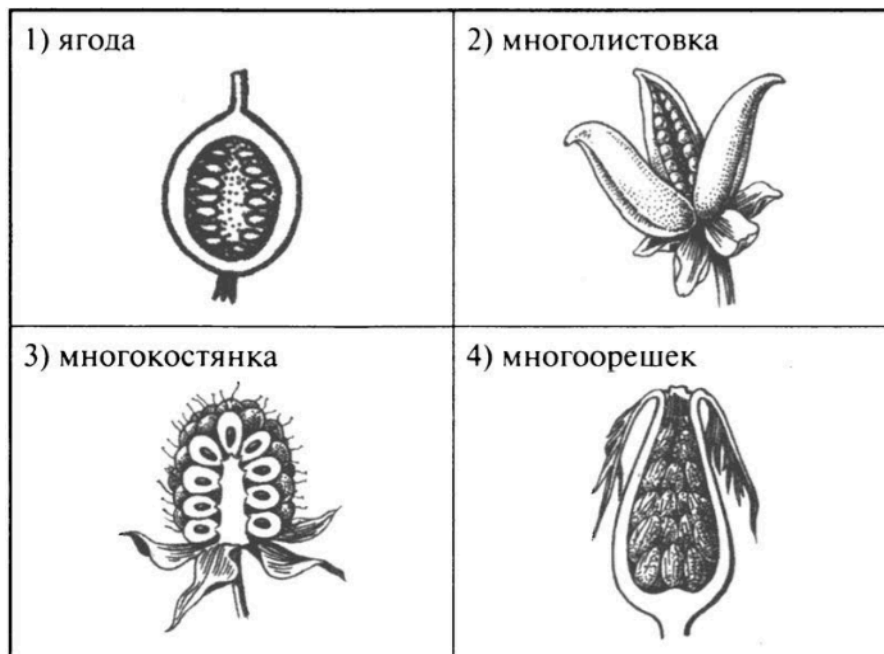 1) ягода
2) многолистовка
3) многокостянка
4) многоорешек